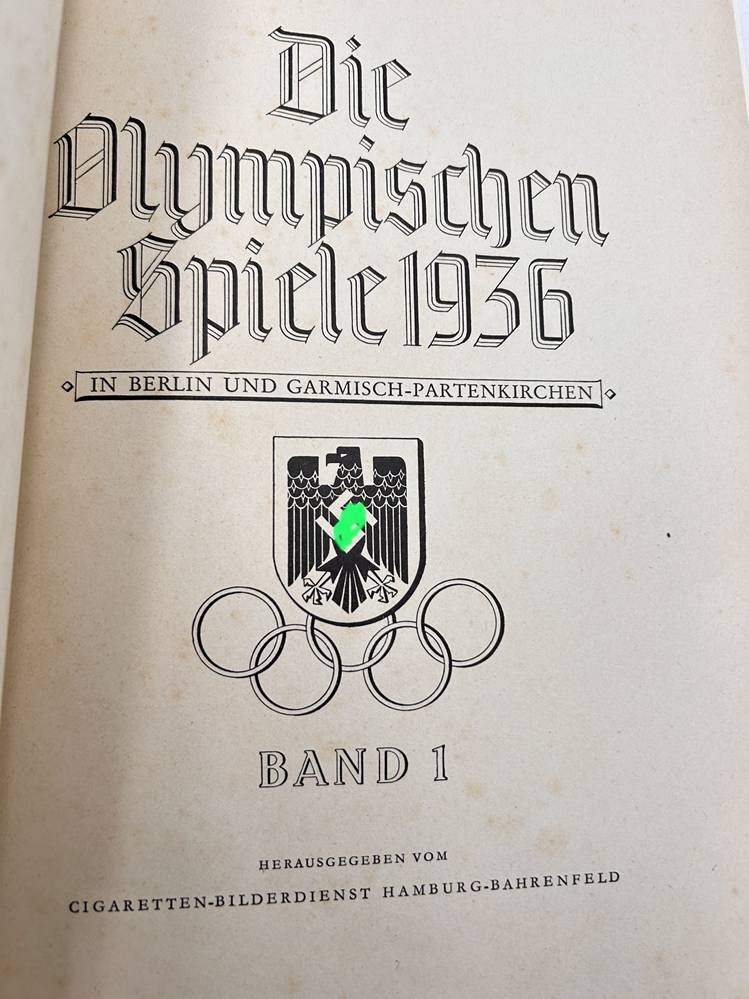 Die
Olympischen
Spiele 1936
IN BERLIN UND GARMISCH-PARTENKIRCHEN
BAND 1
HERAUSGEGEBEN VOM
CIGARETTEN-BILDERDIENST HAMBURG-BAHRENFELD